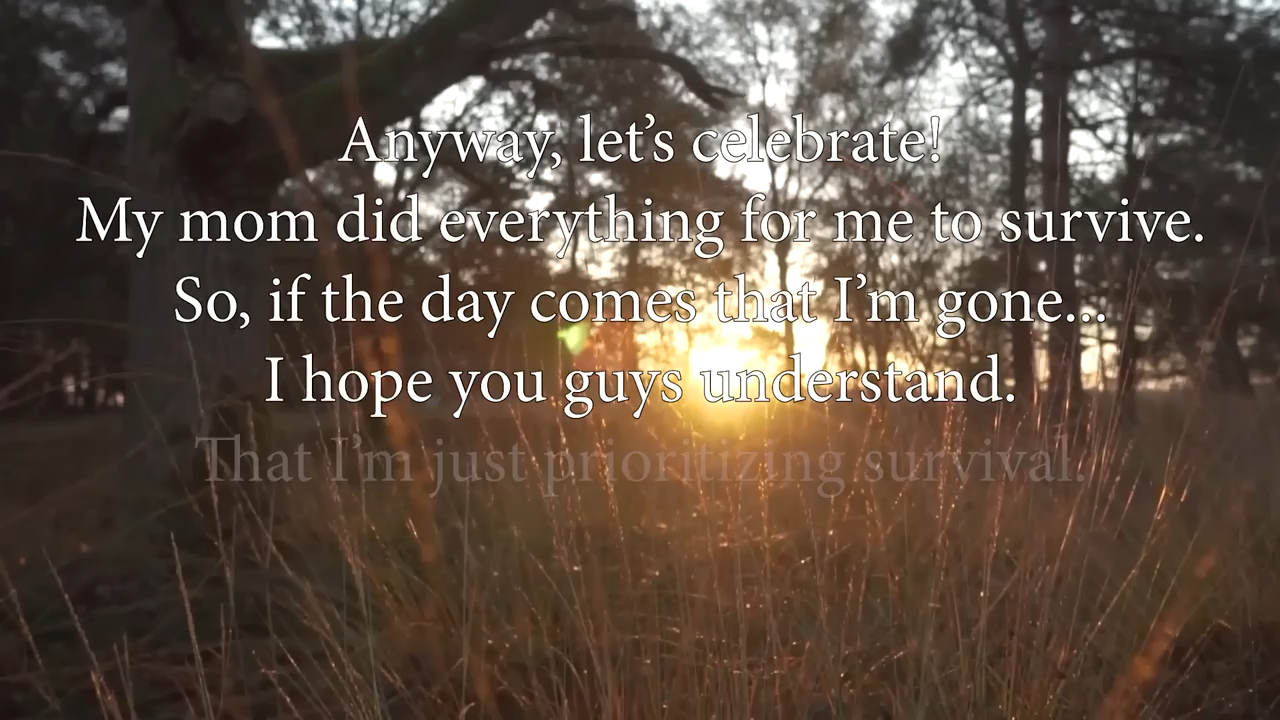 Anyway, let’s celebrate!
My mom did everything for me to survive.
So, if the day comes that I’m gone...
I hope you guys understand.
That I’m just prioritizing survival.